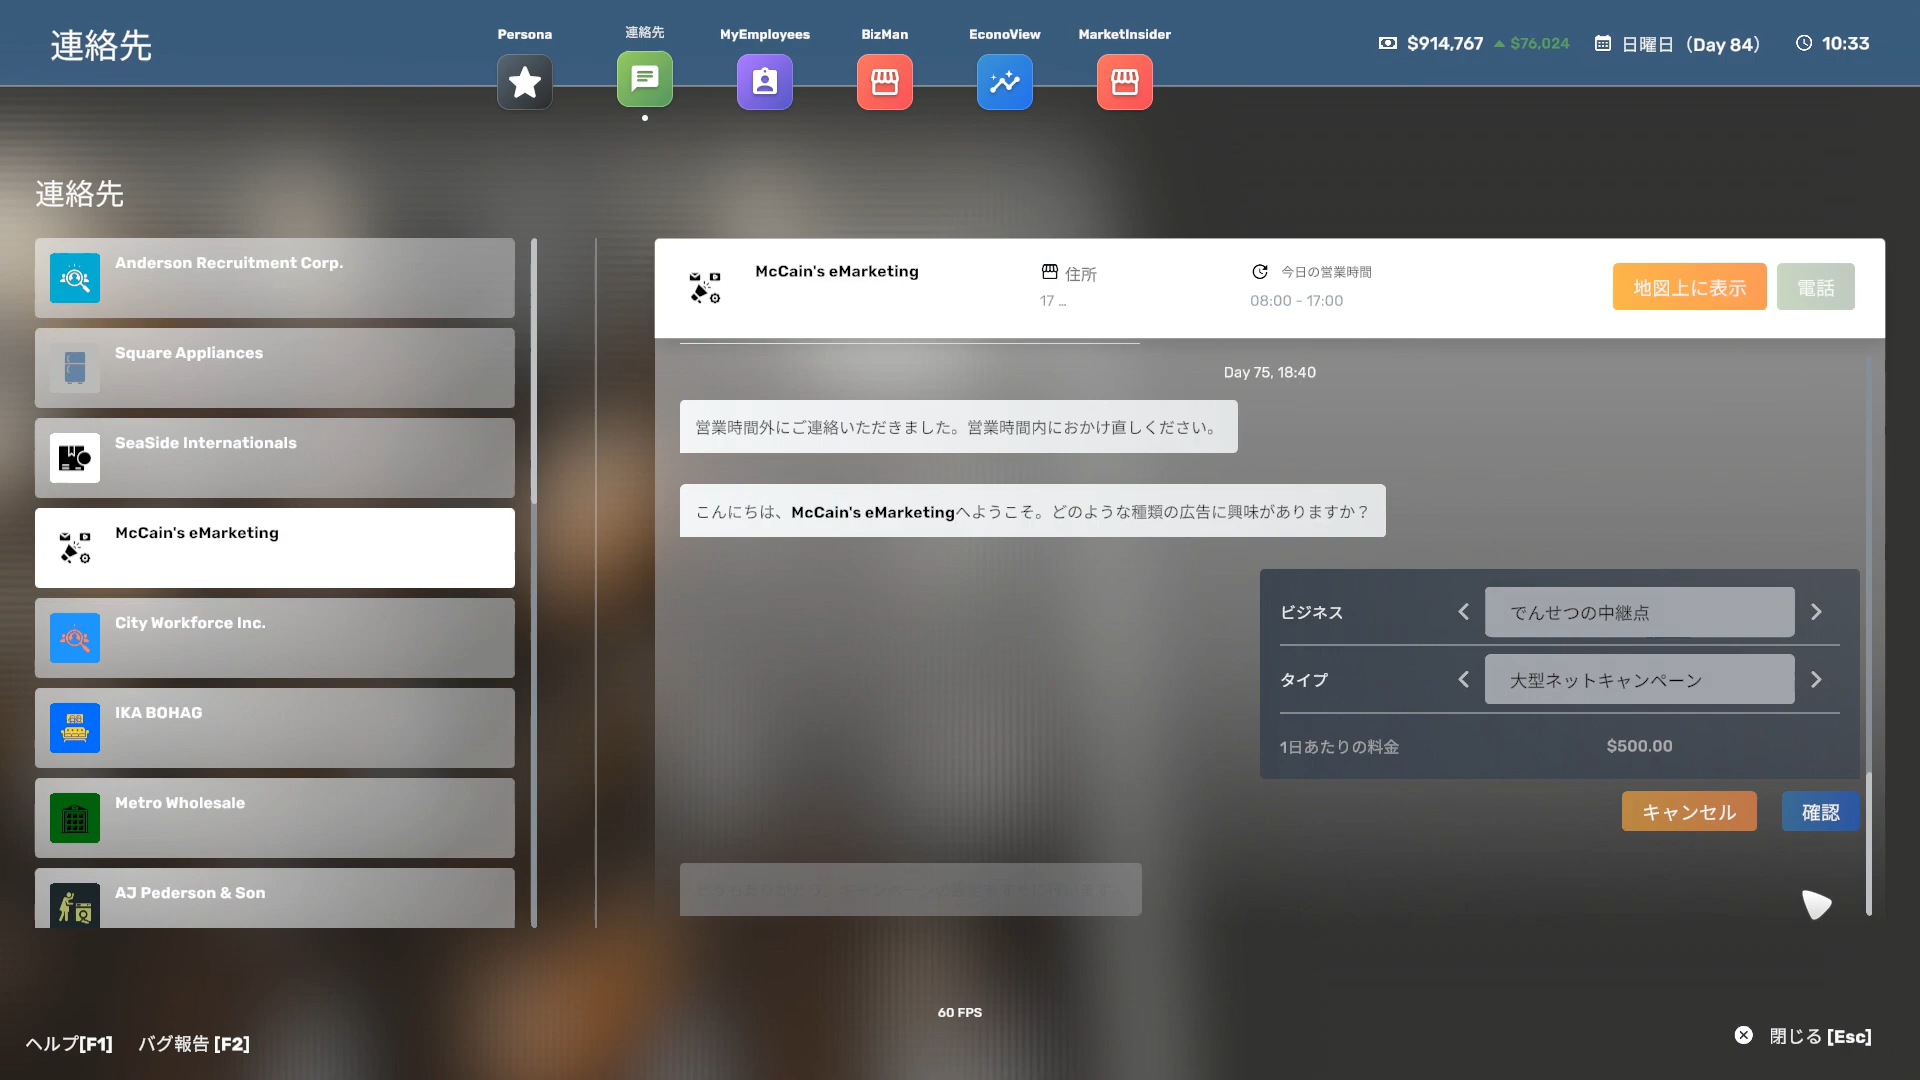 連絡先
Persona
連絡先
MyEmployees
BizMan
EconoView
MarketInsider
$914,767
$76,024
日曜日（Day 84）
10:33
連絡先
Anderson Recruitment Corp.
Square Appliances
SeaSide Internationals
McCain's eMarketing
City Workforce Inc.
IKA BOHAG
Metro Wholesale
AJ Pederson & Son
McCain's eMarketing
住所
17 ...
今日の営業時間
08:00 - 17:00
地図上に表示
電話
Day 75, 18:40
営業時間外にご連絡いただきました。営業時間内におかけ直しください。
こんにちは、McCain's eMarketingへようこそ。どのような種類の広告に興味がありますか？
ビジネス
でんせつの中継点
タイプ
大型ネットキャンペーン
1日あたりの料金
$500.00
キャンセル
確認
60 FPS
ヘルプ[F1]
バグ報告 [F2]
閉じる [Esc]